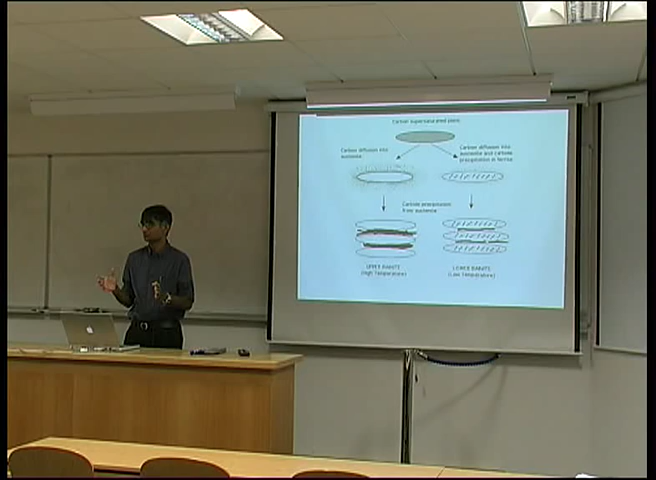 Carbon supersaturated plate
Carbon diffusion into
austenite
Carbon diffusion into
austenite and carbide
precipitation in ferrite
Carbide precipitation
from austenite
UPPER BAINITE
(High Temperature)
LOWER BAINITE
(Low Temperature)